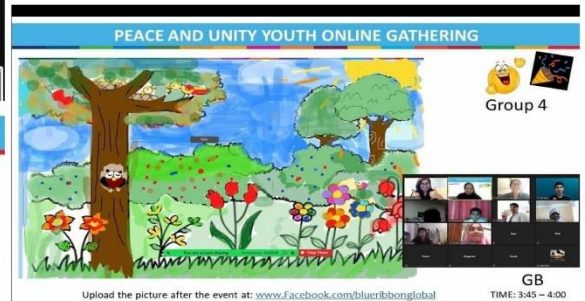 PEACE AND UNITY YOUTH ONLINE GATHERING
Group 4
GB
Upload the picture after the event at: www.Facebook.com/blueribbonglobal
TIME: 3:45 – 4:00